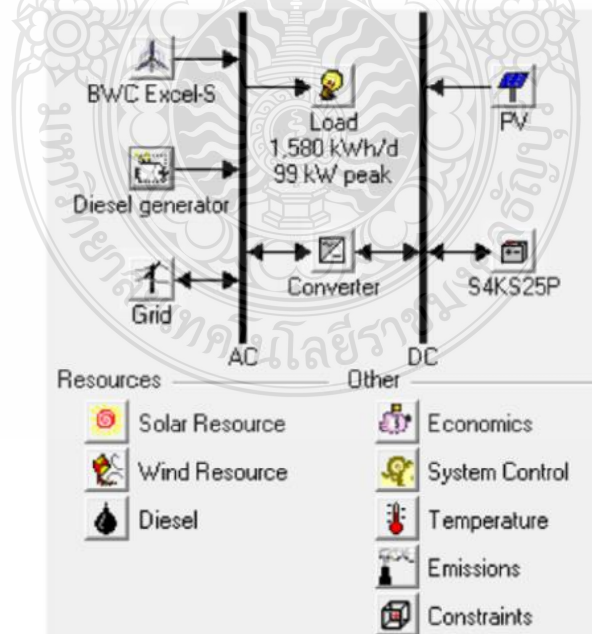 BWC Excel-S
Load
1,580 kWh/d
99 kW peak
PV
Diesel generator
Grid
Converter
S4KS25P
AC
DC
Resources
Other
Solar Resource
Economics
Wind Resource
System Control
Diesel
Temperature
Emissions
Constraints